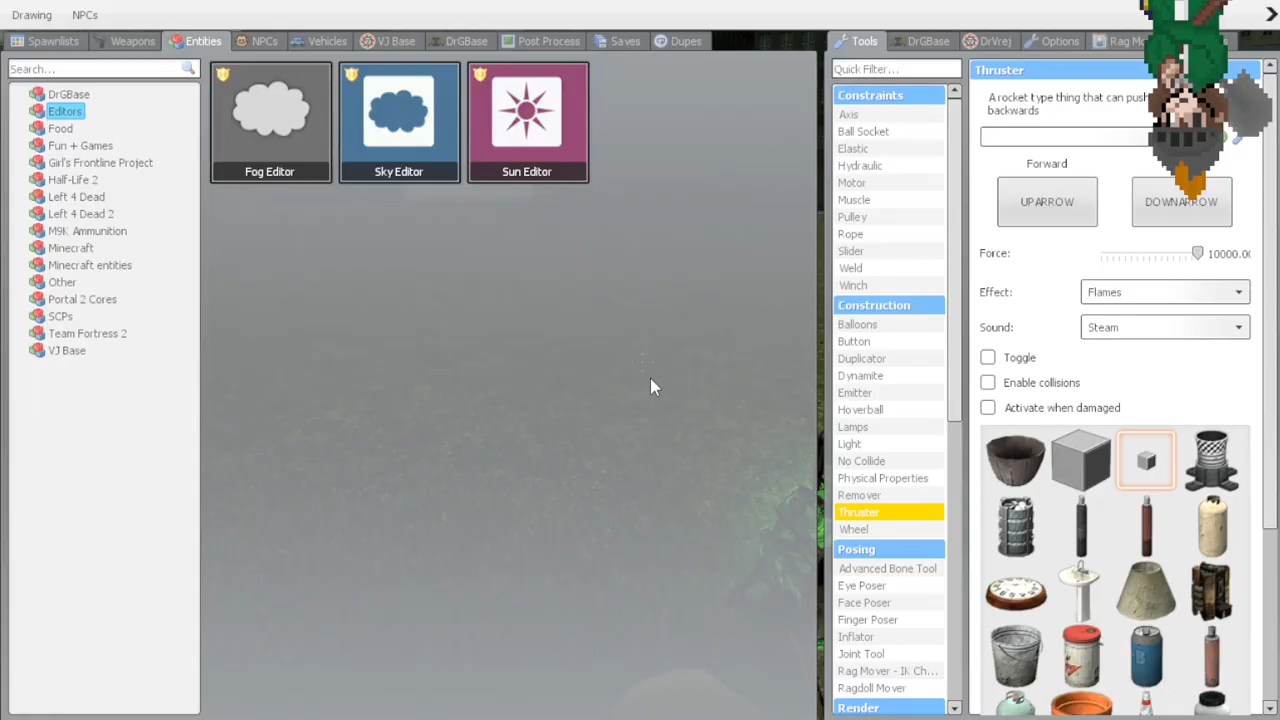 Drawing NPCs
Spawnlists Weapons Entities NPCs Vehicles VJ Base DrGBase Post Process Saves Dupes
Search...
DrGBase
Editors
Food
Fun + Games
Girl's Frontline Project
Half-Life 2
Left 4 Dead
Left 4 Dead 2
M9K Ammunition
Minecraft
Minecraft entities
Other
Portal 2 Cores
SCPs
Team Fortress 2
VJ Base
Fog Editor
Sky Editor
Sun Editor
Tools DrGBase DrVrej Options Rag
Quick Filter...
Constraints
Axis
Ball Socket
Elastic
Hydraulic
Motor
Muscle
Pulley
Rope
Slider
Weld
Winch
Construction
Balloons
Button
Duplicator
Dynamite
Emitter
Hoverball
Lamps
Light
No Collide
Physical Properties
Remover
Thruster
Wheel
Posing
Advanced Bone Tool
Eye Poser
Face Poser
Finger Poser
Inflator
Joint Tool
Rag Mover - IK Ch...
Ragdoll Mover
Render
Thruster
A rocket type thing that can push
backwards
Forward
UPARROW DOWNARROW
Force: 10000.00
Effect: Flames
Sound: Steam
Toggle
Enable collisions
Activate when damaged